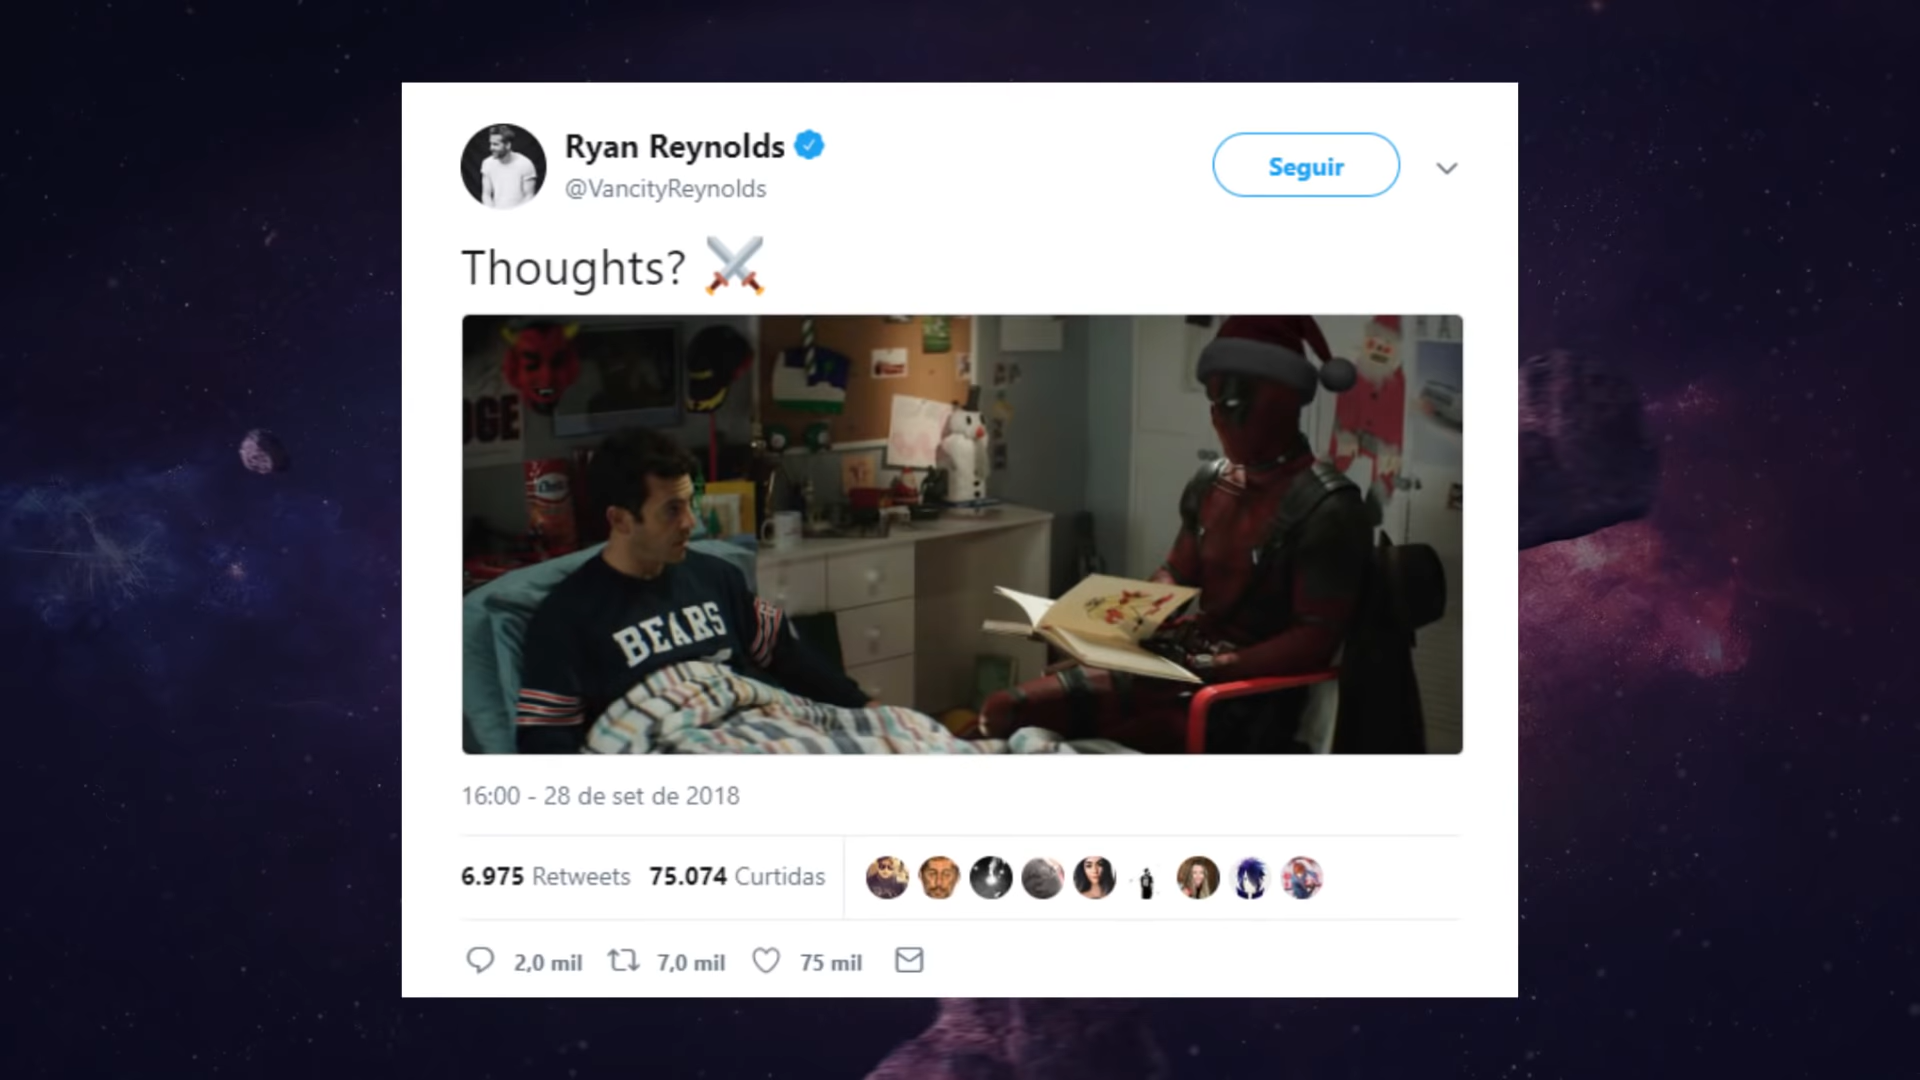 Ryan Reynolds
@VancityReynolds
Seguir
Thoughts? ⚔
BEARS
16:00 - 28 de set de 2018
6.975 Retweets 75.074 Curtidas
2,0 mil 7,0 mil 75 mil